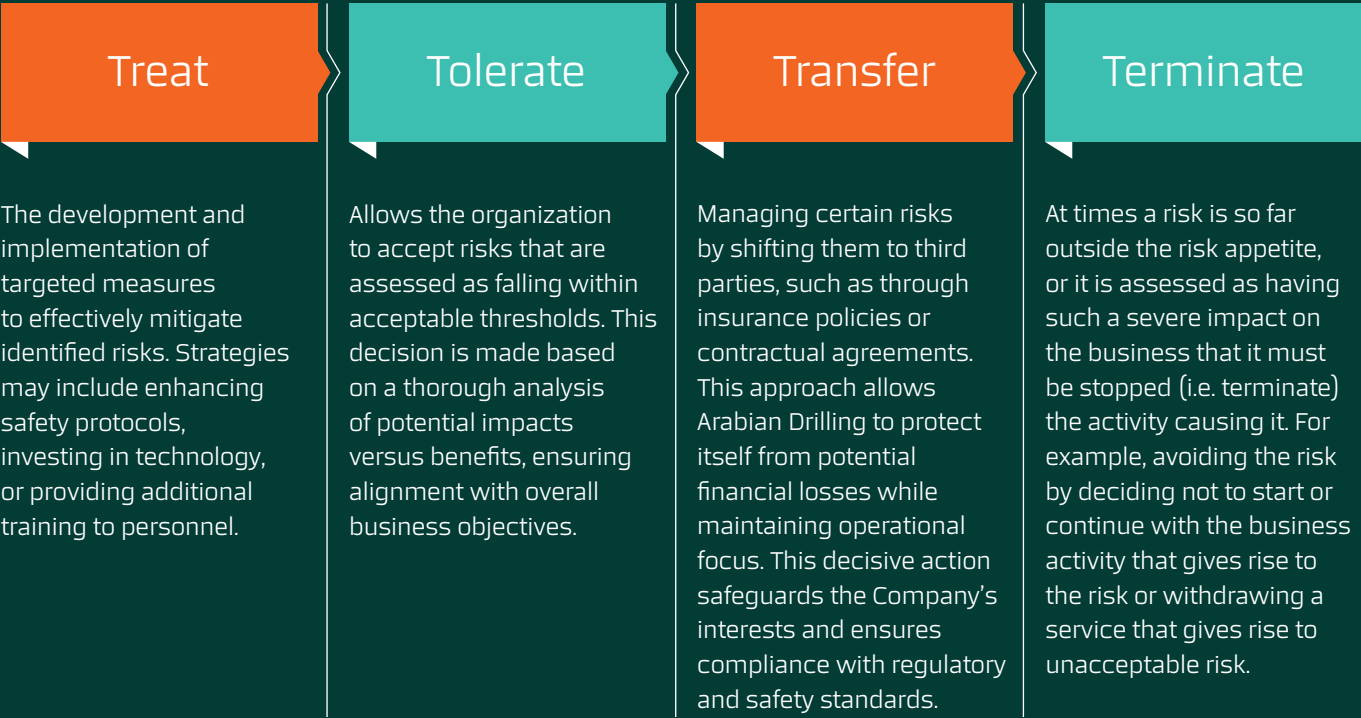 Treat
The development and
implementation of
targeted measures
to effectively mitigate
identified risks. Strategies
may include enhancing
safety protocols,
investing in technology,
or providing additional
training to personnel.
Tolerate
Allows the organization
to accept risks that are
assessed as falling within
acceptable thresholds. This
decision is made based
on a thorough analysis
of potential impacts
versus benefits, ensuring
alignment with overall
business objectives.
Transfer
Managing certain risks
by shifting them to third
parties, such as through
insurance policies or
contractual agreements.
This approach allows
Arabian Drilling to protect
itself from potential
financial losses while
maintaining operational
focus. This decisive action
safeguards the Company’s
interests and ensures
compliance with regulatory
and safety standards.
Terminate
At times a risk is so far
outside the risk appetite,
or it is assessed as having
such a severe impact on
the business that it must
be stopped (i.e. terminate)
the activity causing it. For
example, avoiding the risk
by deciding not to start or
continue with the business
activity that gives rise to
the risk or withdrawing a
service that gives rise to
unacceptable risk.